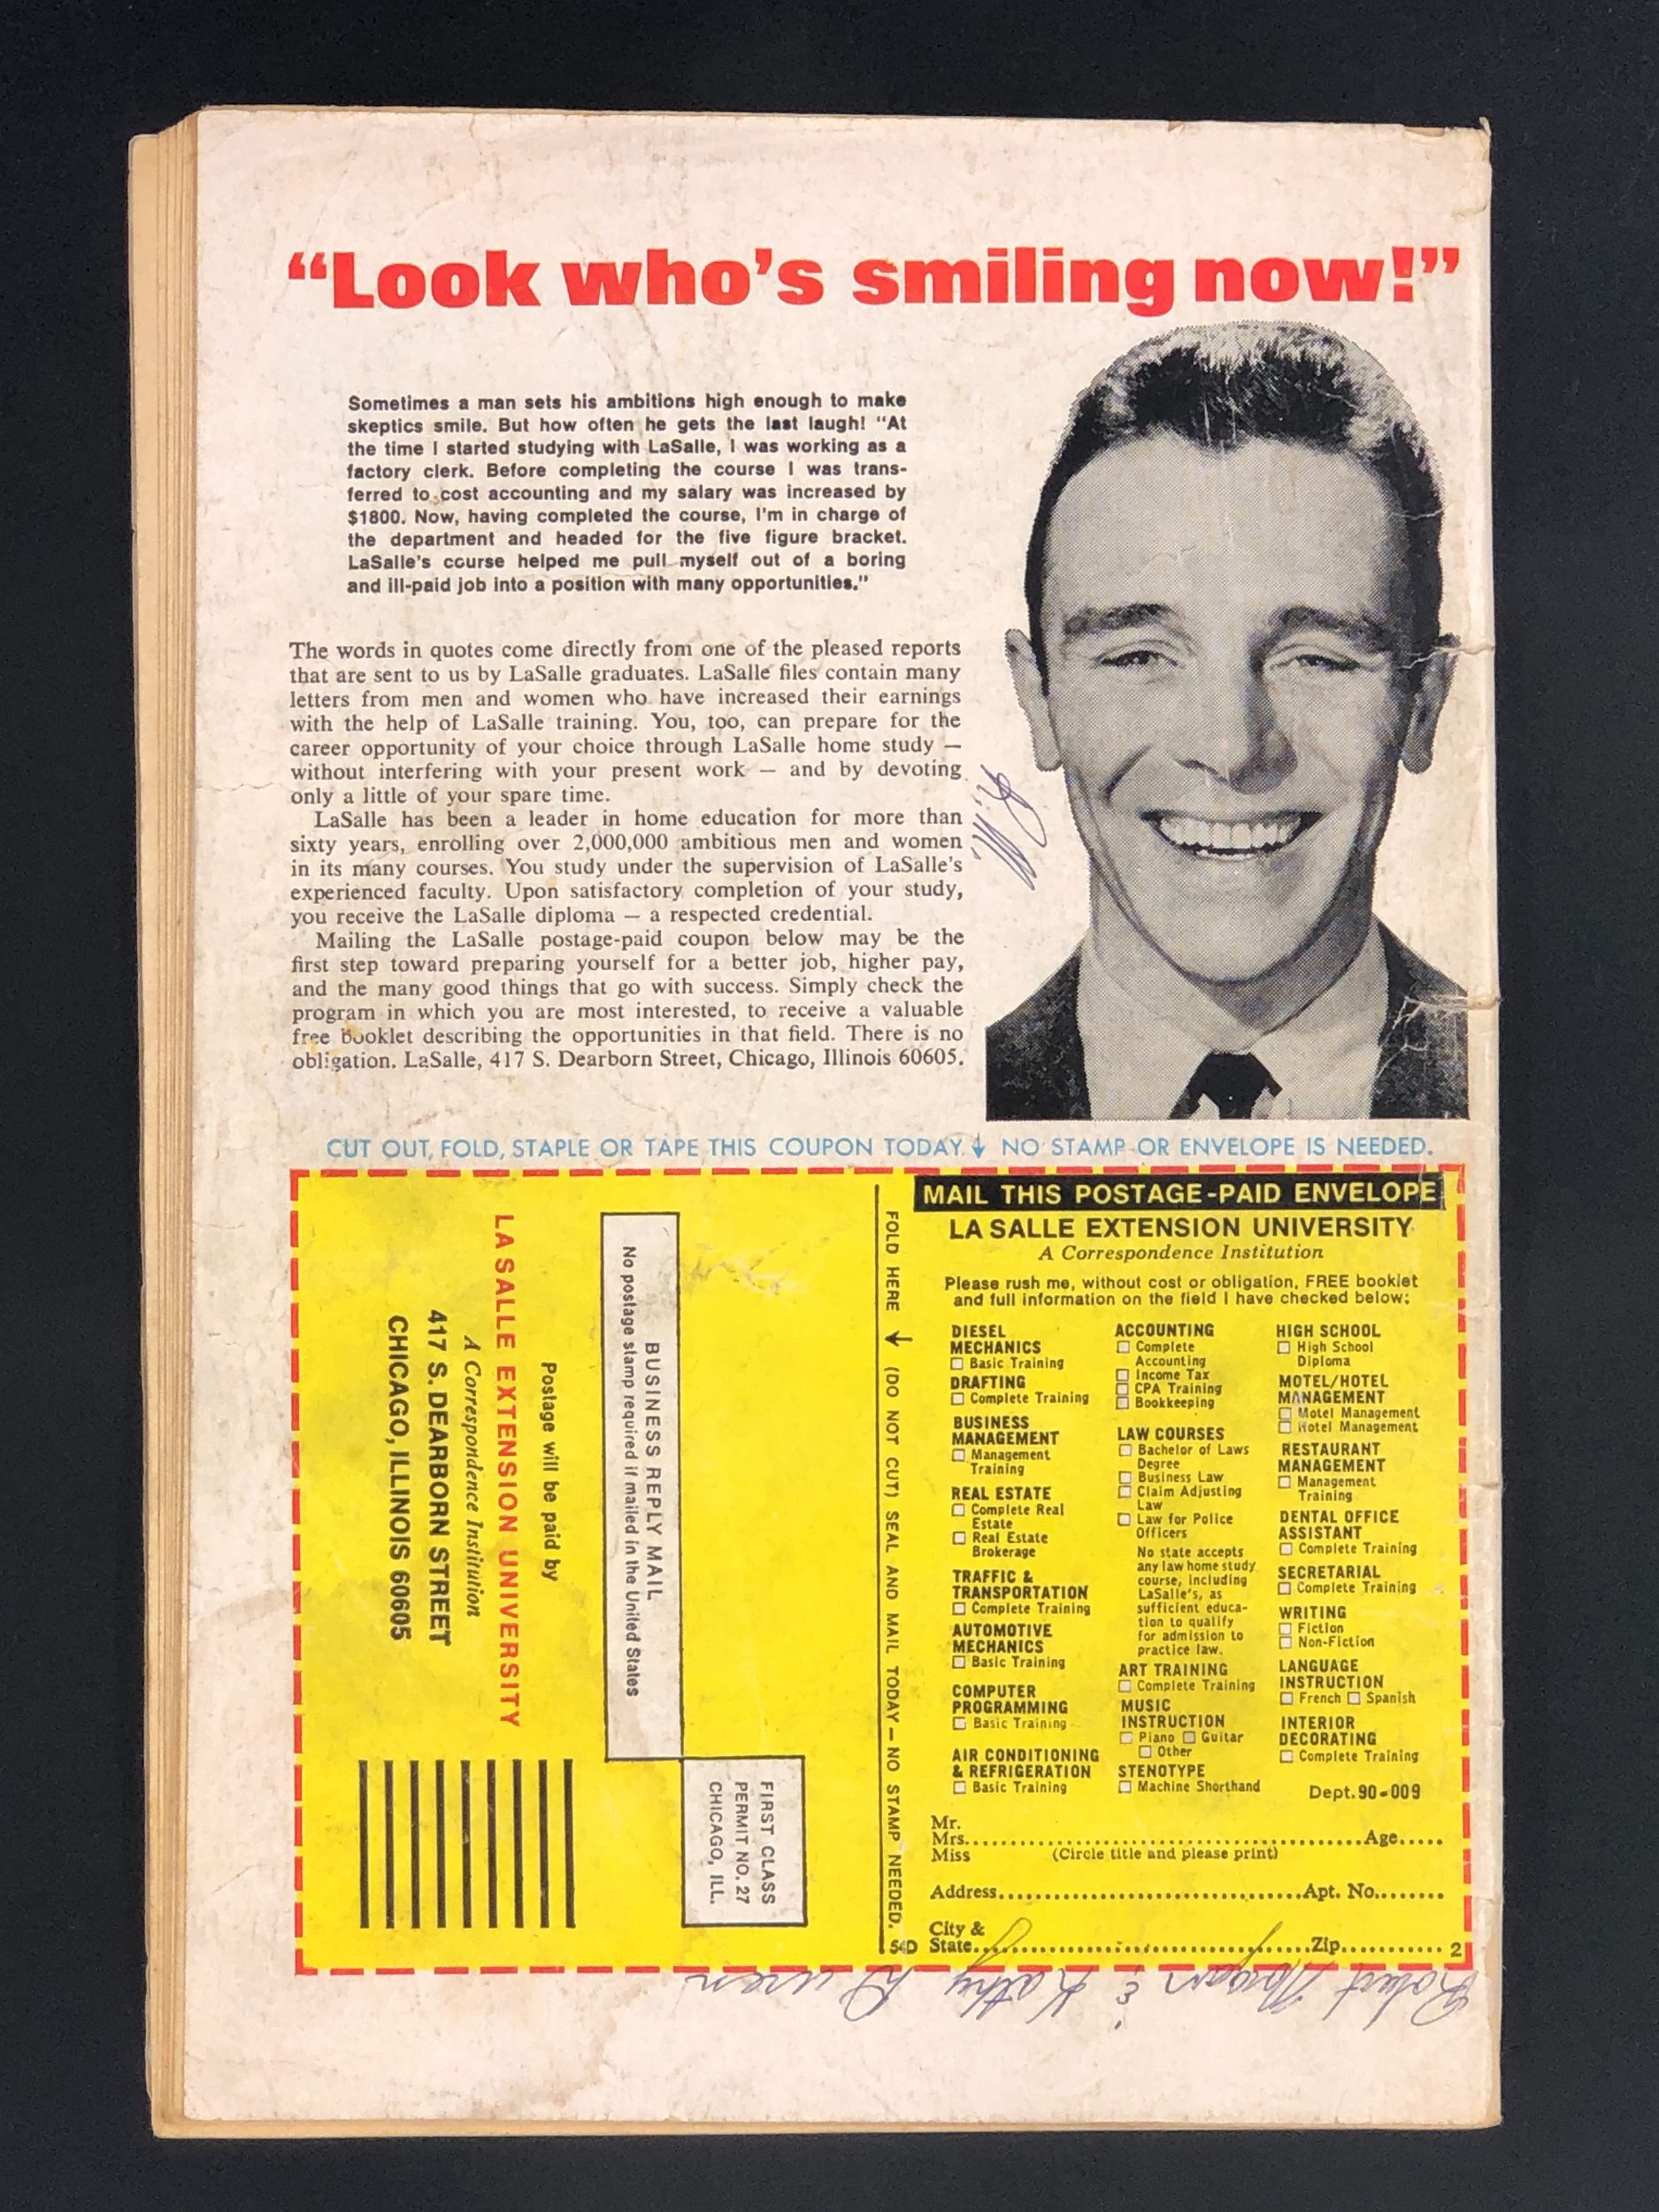 “Look who’s smiling now!”
Sometimes a man sets his ambitions high enough to make
skeptics smile. But how often he gets the last laugh! “At
the time I started studying with LaSalle, I was working as a
factory clerk. Before completing the course I was trans-
ferred to cost accounting and my salary was increased by
$1800. Now, having completed the course, I’m in charge of
the department and headed for the five figure bracket.
LaSalle’s course helped me pull myself out of a boring
and ill-paid job into a position with many opportunities.”
The words in quotes come directly from one of the pleased reports
that are sent to us by LaSalle graduates. LaSalle files contain many
letters from men and women who have increased their earnings
with the help of LaSalle training. You, too, can prepare for the
career opportunity of your choice through LaSalle home study —
without interfering with your present work — and by devoting
only a little of your spare time.
LaSalle has been a leader in home education for more than
sixty years, enrolling over 2,000,000 ambitious men and women
in its many courses. You study under the supervision of LaSalle’s
experienced faculty. Upon satisfactory completion of your study,
you receive the LaSalle diploma — a respected credential.
Mailing the LaSalle postage-paid coupon below may be the
first step toward preparing yourself for a better job, higher pay,
and the many good things that go with success. Simply check the
program in which you are most interested, to receive a valuable
free booklet describing the opportunities in that field. There is no
obligation. LaSalle, 417 S. Dearborn Street, Chicago, Illinois 60605.
CUT OUT, FOLD, STAPLE OR TAPE THIS COUPON TODAY. ↓ NO STAMP OR ENVELOPE IS NEEDED.
BUSINESS REPLY MAIL
No postage stamp required if mailed in the United States
FIRST CLASS
PERMIT NO. 27
CHICAGO, ILL.
Postage will be paid by
LA SALLE EXTENSION UNIVERSITY
A Correspondence Institution
417 S. DEARBORN STREET
CHICAGO, ILLINOIS 60605
FOLD HERE ↓ (DO NOT CUT) SEAL AND MAIL TODAY — NO STAMP NEEDED.
MAIL THIS POSTAGE-PAID ENVELOPE
LA SALLE EXTENSION UNIVERSITY
A Correspondence Institution
Please rush me, without cost or obligation, FREE booklet
and full information on the field I have checked below:
DIESEL
MECHANICS
☐ Basic Training
DRAFTING
☐ Complete Training
BUSINESS
MANAGEMENT
☐ Management
Training
REAL ESTATE
☐ Complete Real
Estate
☐ Real Estate
Brokerage
TRAFFIC &
TRANSPORTATION
☐ Complete Training
AUTOMOTIVE
MECHANICS
☐ Basic Training
COMPUTER
PROGRAMMING
☐ Basic Training
AIR CONDITIONING
& REFRIGERATION
☐ Basic Training
ACCOUNTING
☐ Complete
Accounting
☐ Income Tax
☐ CPA Training
☐ Bookkeeping
LAW COURSES
☐ Bachelor of Laws
Degree
☐ Business Law
☐ Claim Adjusting
Law
☐ Law for Police
Officers
No state accepts
any law home study
course, including
LaSalle’s, as
sufficient educa-
tion to qualify
for admission to
practice law.
ART TRAINING
☐ Complete Training
MUSIC
INSTRUCTION
☐ Piano ☐ Guitar
☐ Other
STENOTYPE
☐ Machine Shorthand
HIGH SCHOOL
☐ High School
Diploma
MOTEL/HOTEL
MANAGEMENT
☐ Motel Management
☐ Hotel Management
RESTAURANT
MANAGEMENT
☐ Management
Training
DENTAL OFFICE
ASSISTANT
☐ Complete Training
SECRETARIAL
☐ Complete Training
WRITING
☐ Fiction
☐ Non-Fiction
LANGUAGE
INSTRUCTION
☐ French ☐ Spanish
INTERIOR
DECORATING
☐ Complete Training
Dept. 90-009
Mr.
Mrs. Age
Miss (Circle title and please print)
Address Apt. No.
City &
State Zip
54D 2
Robert Morgan & Kathy Duren